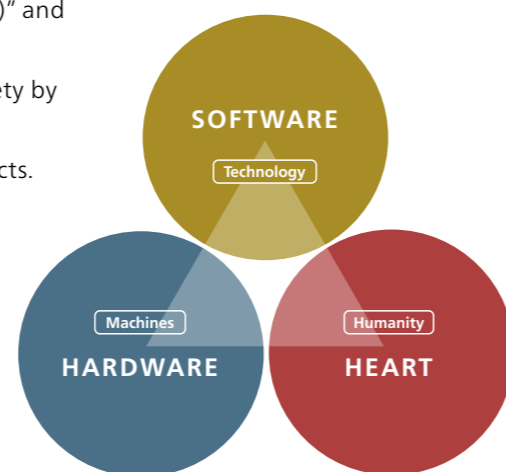 )“ and
ety by
cts.
SOFTWARE
Technology
Machines
Humanity
HARDWARE
HEART